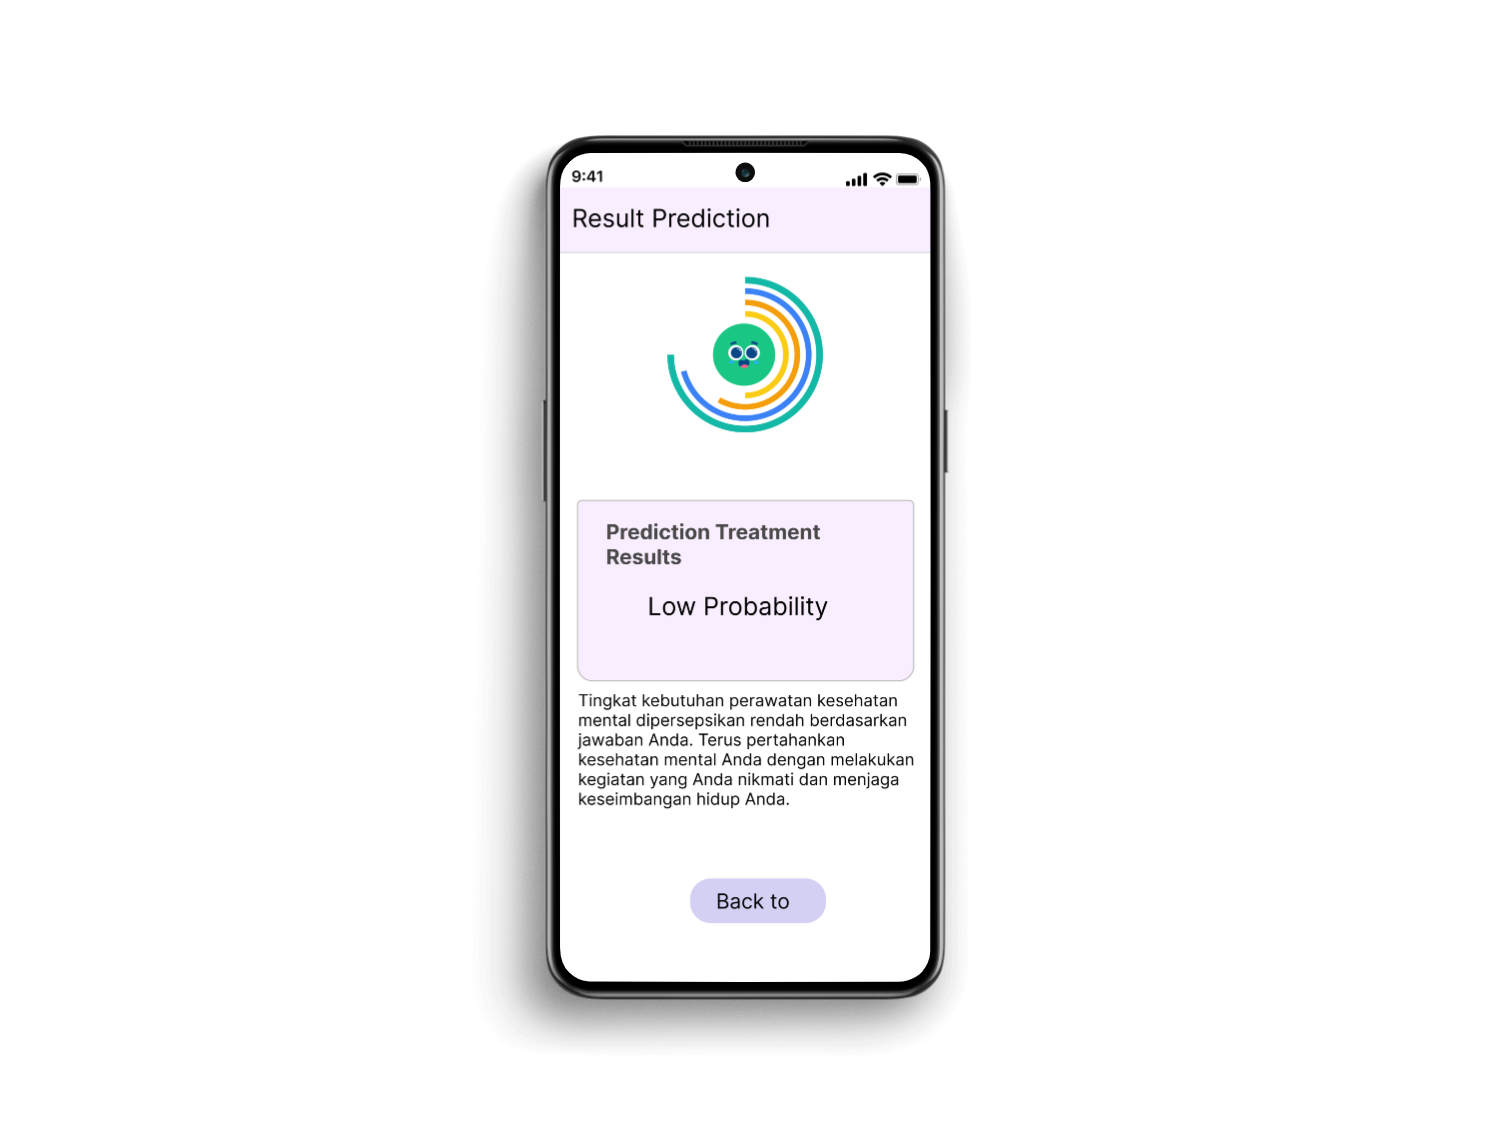 9:41
Result Prediction
Prediction Treatment
Results
Low Probability
Tingkat kebutuhan perawatan kesehatan
mental dipersepsikan rendah berdasarkan
jawaban Anda. Terus pertahankan
kesehatan mental Anda dengan melakukan
kegiatan yang Anda nikmati dan menjaga
keseimbangan hidup Anda.
Back to